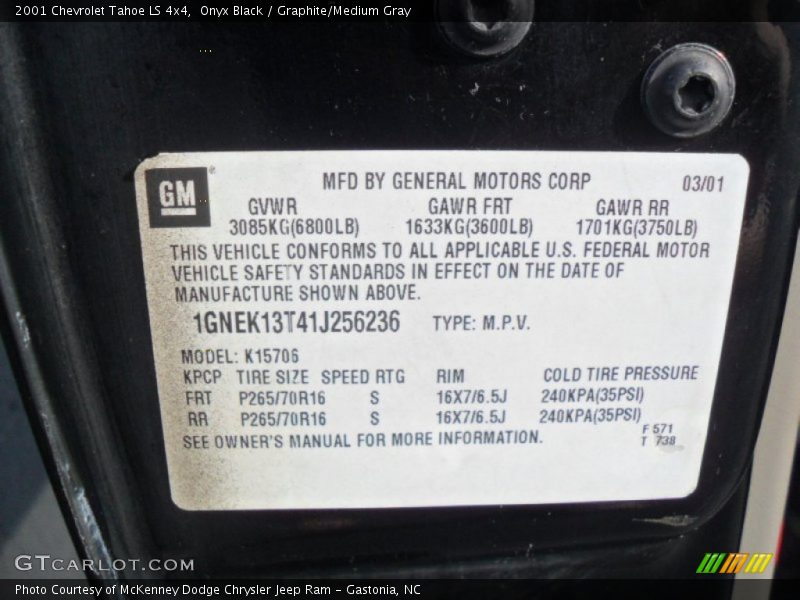 2001 Chevrolet Tahoe LS 4x4, Onyx Black / Graphite/Medium Gray
GM
MFD BY GENERAL MOTORS CORP 03/01
GVWR GAWR FRT GAWR RR
3085KG(6800LB) 1633KG(3600LB) 1701KG(3750LB)
THIS VEHICLE CONFORMS TO ALL APPLICABLE U.S. FEDERAL MOTOR
VEHICLE SAFETY STANDARDS IN EFFECT ON THE DATE OF
MANUFACTURE SHOWN ABOVE.
1GNEK13T41J256236 TYPE: M.P.V.
MODEL: K15706
KPCP TIRE SIZE SPEED RTG RIM COLD TIRE PRESSURE
FRT P265/70R16 S 16X7/6.5J 240KPA(35PSI)
RR P265/70R16 S 16X7/6.5J 240KPA(35PSI)
SEE OWNER'S MANUAL FOR MORE INFORMATION.
F 571
T 738
GTCARLOT.COM
Photo Courtesy of McKenney Dodge Chrysler Jeep Ram - Gastonia, NC